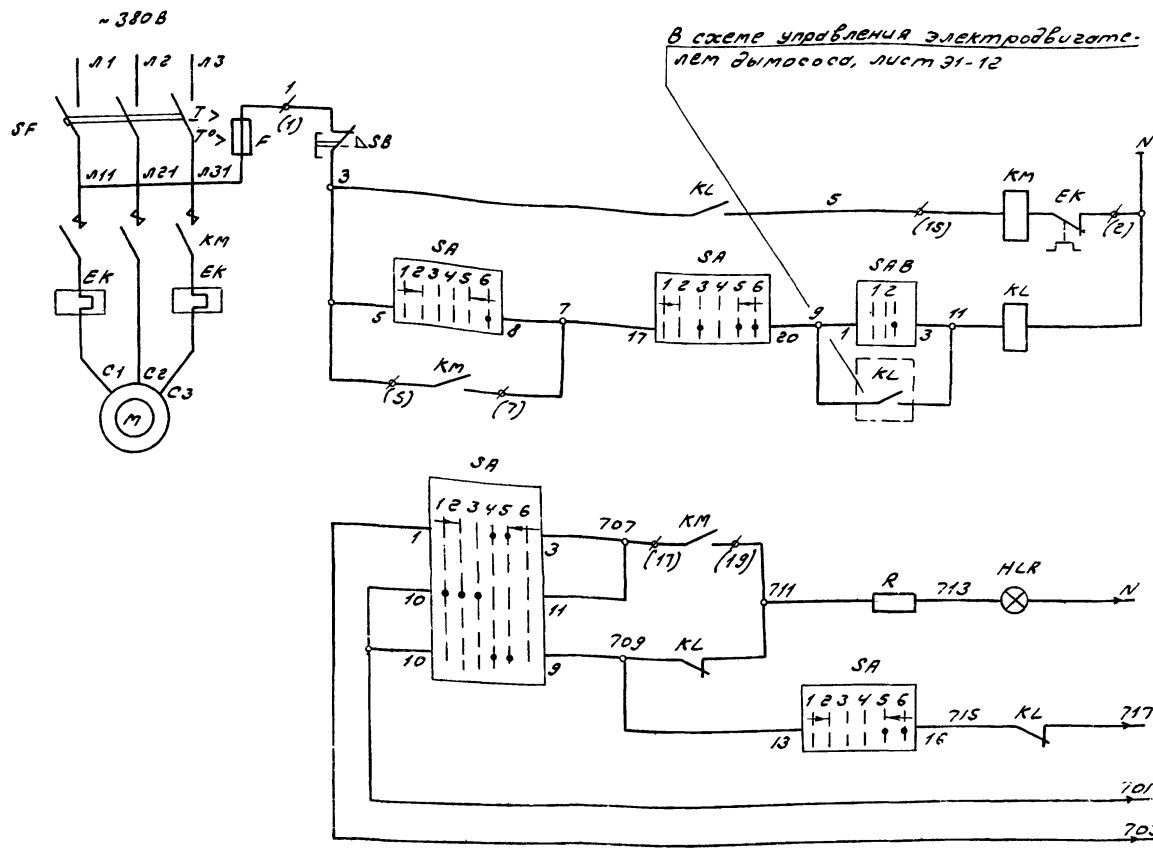 ~380В
В схеме управления электродвигате-
лем дымососа, лист Э1-12
Л1 Л2 Л3
SF
I>
T°>
F
1
(1)
SB
Л11 Л21 Л31
3
KL
5
(15)
KM
EK
(2)
N
KM
EK
EK
SA
1 2 3 4 5 6
5
8
7
SA
1 2 3 4 5 6
17
20
9
SAB
1 2
1
3
11
KL
KL
(5)
KM
(7)
C1 C2 C3
M
SA
1 2 3 4 5 6
1
3
707
(17)
KM
(19)
10
11
711
R
713
HLR
N
10
9
709
KL
SA
1 2 3 4 5 6
13
16
715
KL
717
701
703